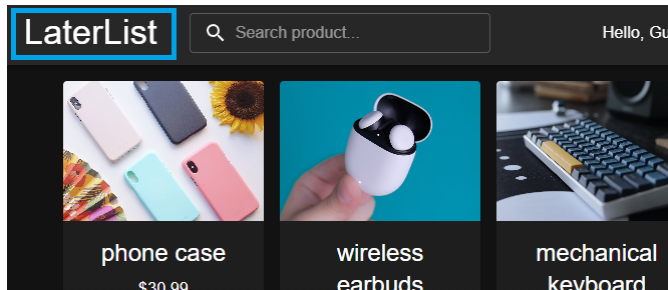 LaterList
Search product...
Hello, Gu
phone case
wireless
mechanical
$30.99
earbuds
keyboard